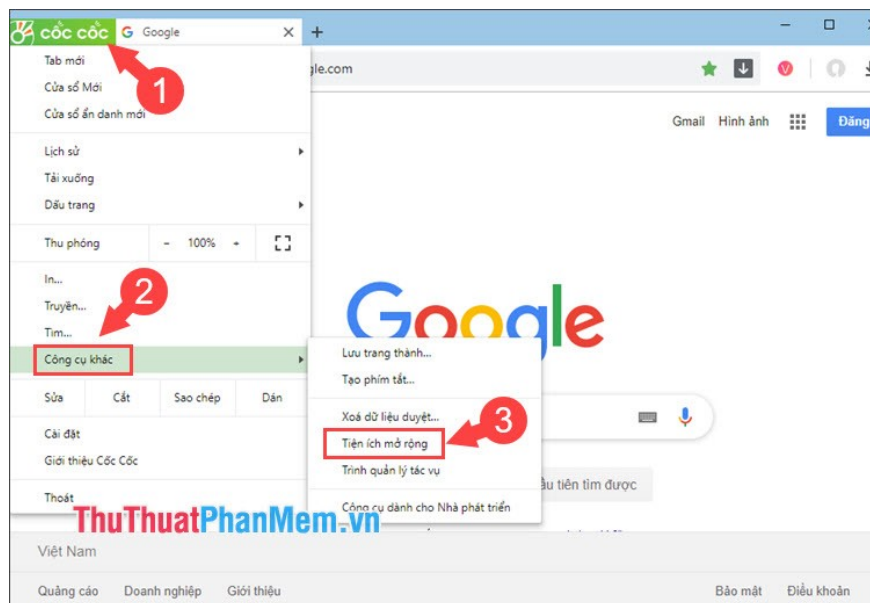 cốc cốc Google
gle.com
1
Tab mới
Cửa sổ Mới
Cửa sổ ẩn danh mới
Gmail Hình ảnh Đăng
Lịch sử
Tải xuống
Dấu trang
Thu phóng - 100% +
In...
Truyền...
Tìm...
2
Công cụ khác
Google
Sửa Cắt Sao chép Dán
Cài đặt
Giới thiệu Cốc Cốc
Thoát
Lưu trang thành...
Tạo phím tắt...
Xoá dữ liệu duyệt...
Tiện ích mở rộng
3
Trình quản lý tác vụ
Công cụ dành cho Nhà phát triển
tiên tìm được
ThuThuatPhanMem.vn
Việt Nam
Quảng cáo Doanh nghiệp Giới thiệu Bảo mật Điều khoản